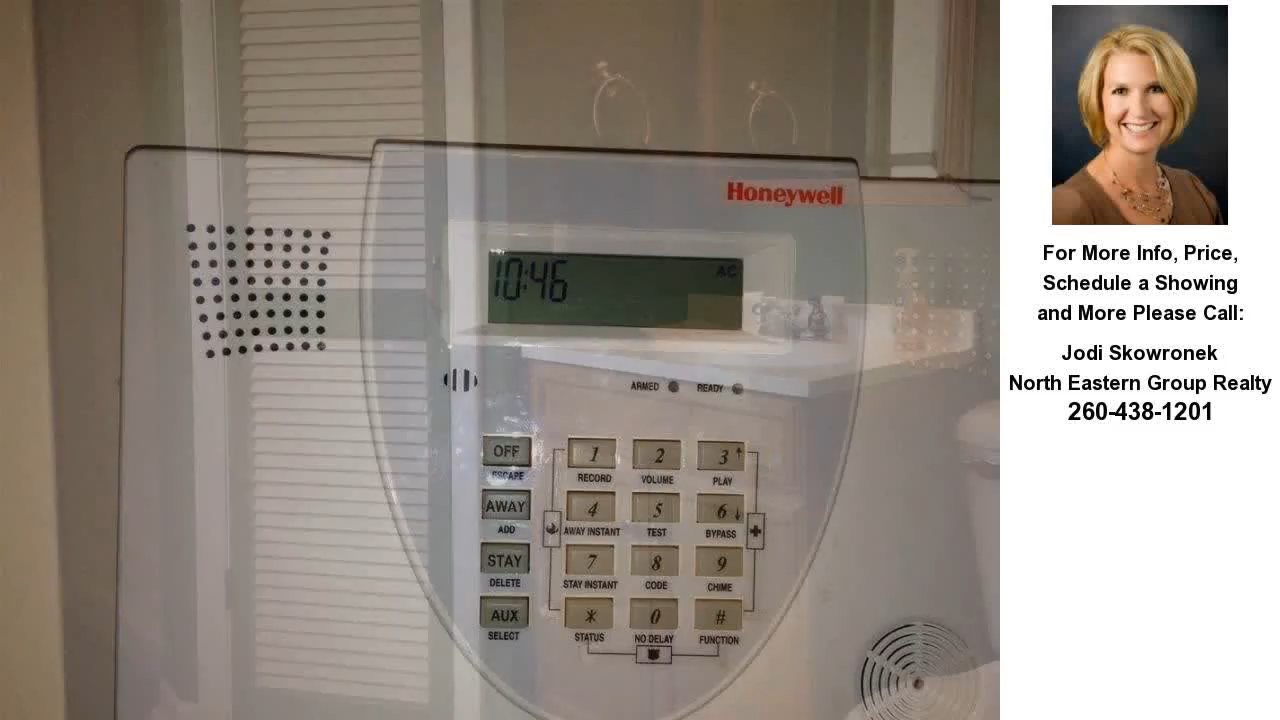 Honeywell
10:46 AC
ARMED READY
OFF 1 2 3
ESCAPE RECORD VOLUME PLAY
AWAY 4 5 6
ADD AWAY INSTANT TEST BYPASS
STAY 7 8 9
DELETE STAY INSTANT CODE CHIME
AUX * 0 #
SELECT STATUS NO DELAY FUNCTION
For More Info, Price,
Schedule a Showing
and More Please Call:
Jodi Skowronek
North Eastern Group Realty
260-438-1201